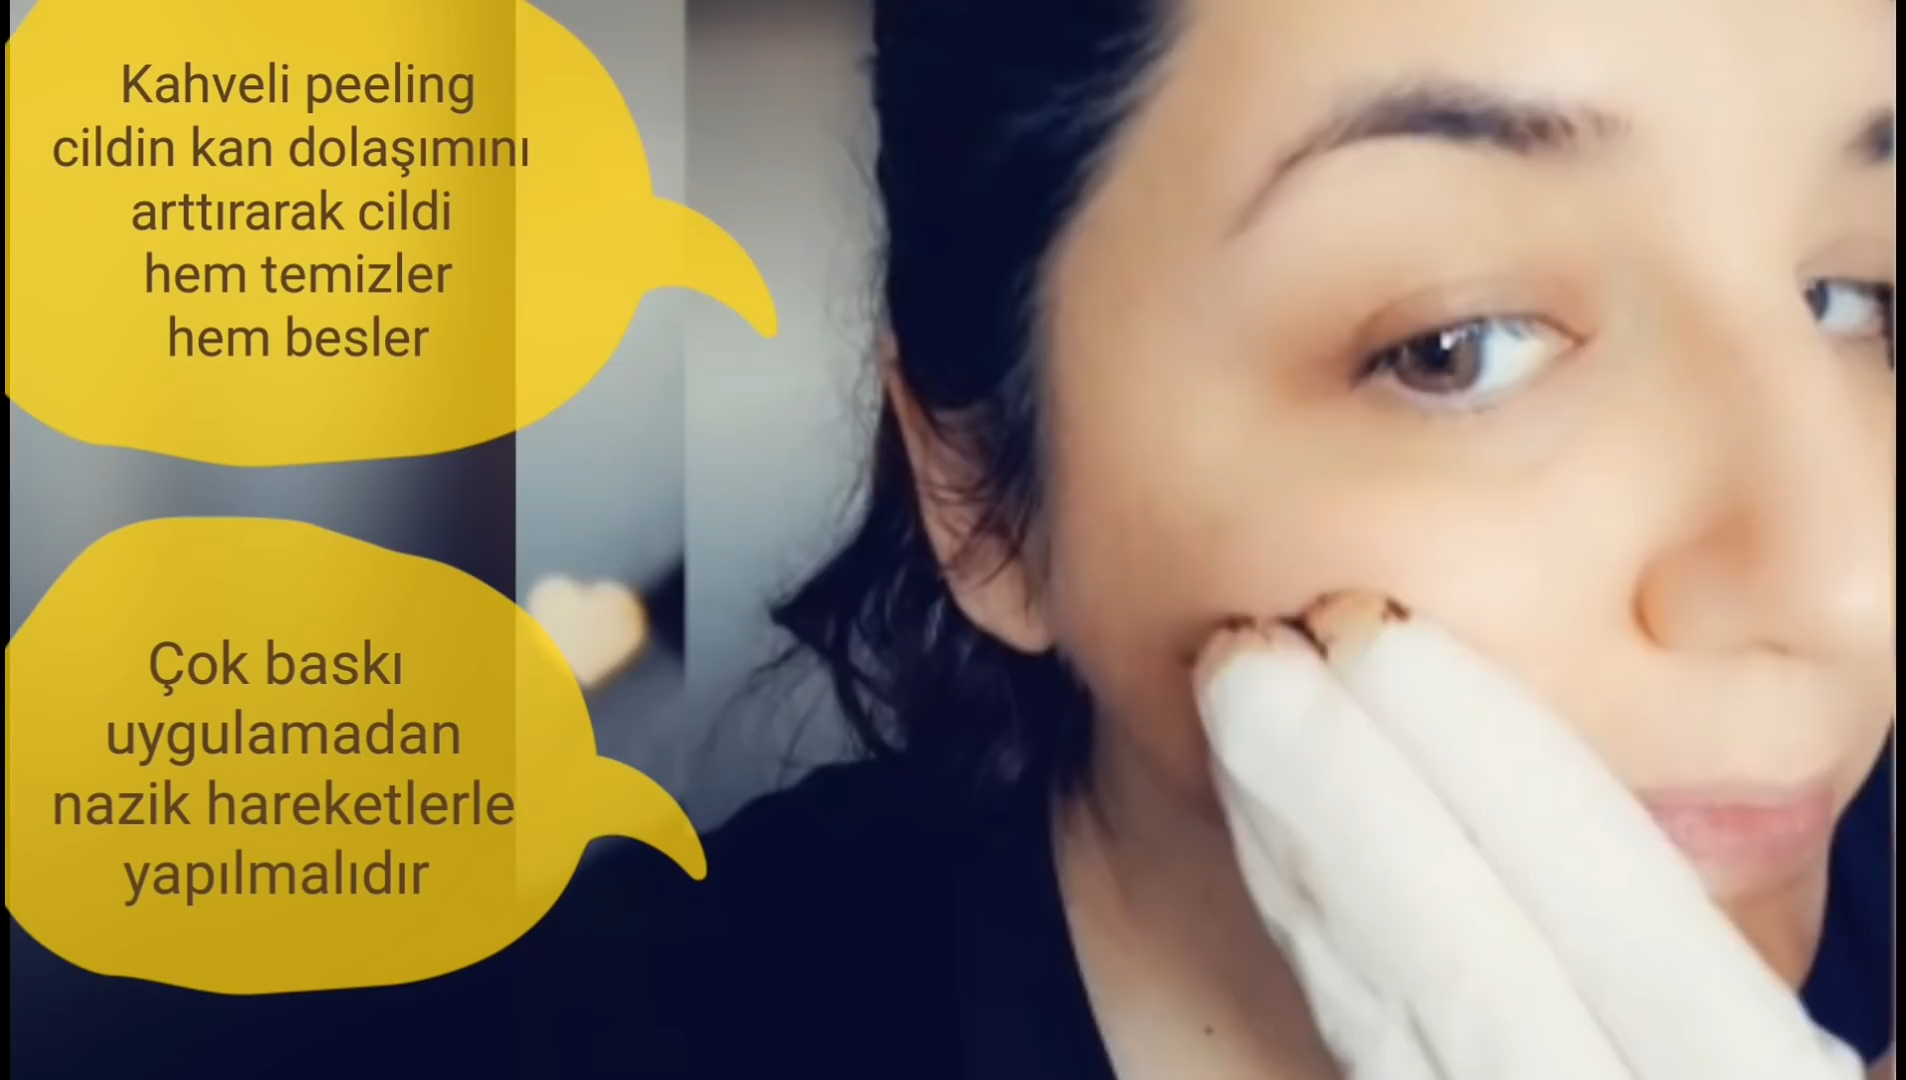 Kahveli peeling
cildin kan dolaşımını
arttırarak cildi
hem temizler
hem besler
Çok baskı
uygulamadan
nazik hareketlerle
yapılmalıdır